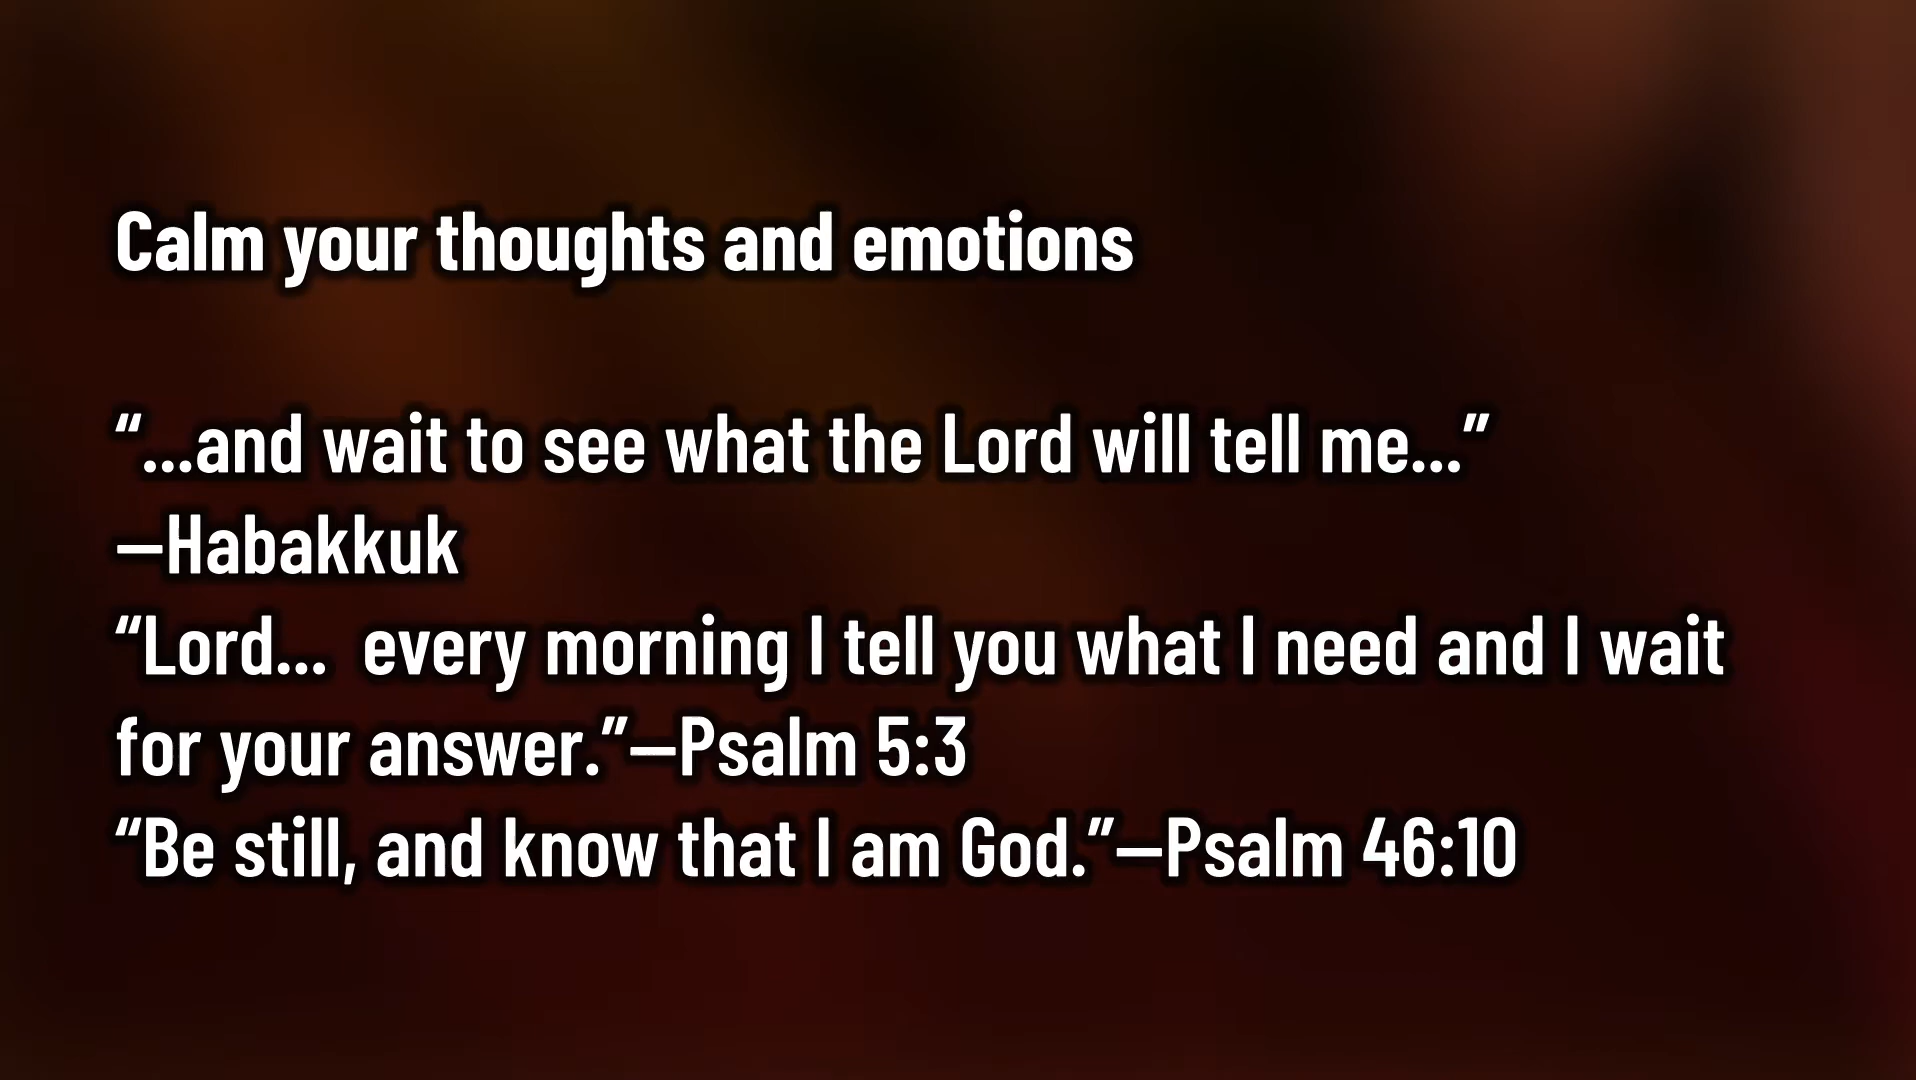 Calm your thoughts and emotions
“...and wait to see what the Lord will tell me...”
—Habakkuk
“Lord...  every morning I tell you what I need and I wait
for your answer.”—Psalm 5:3
“Be still, and know that I am God.”—Psalm 46:10